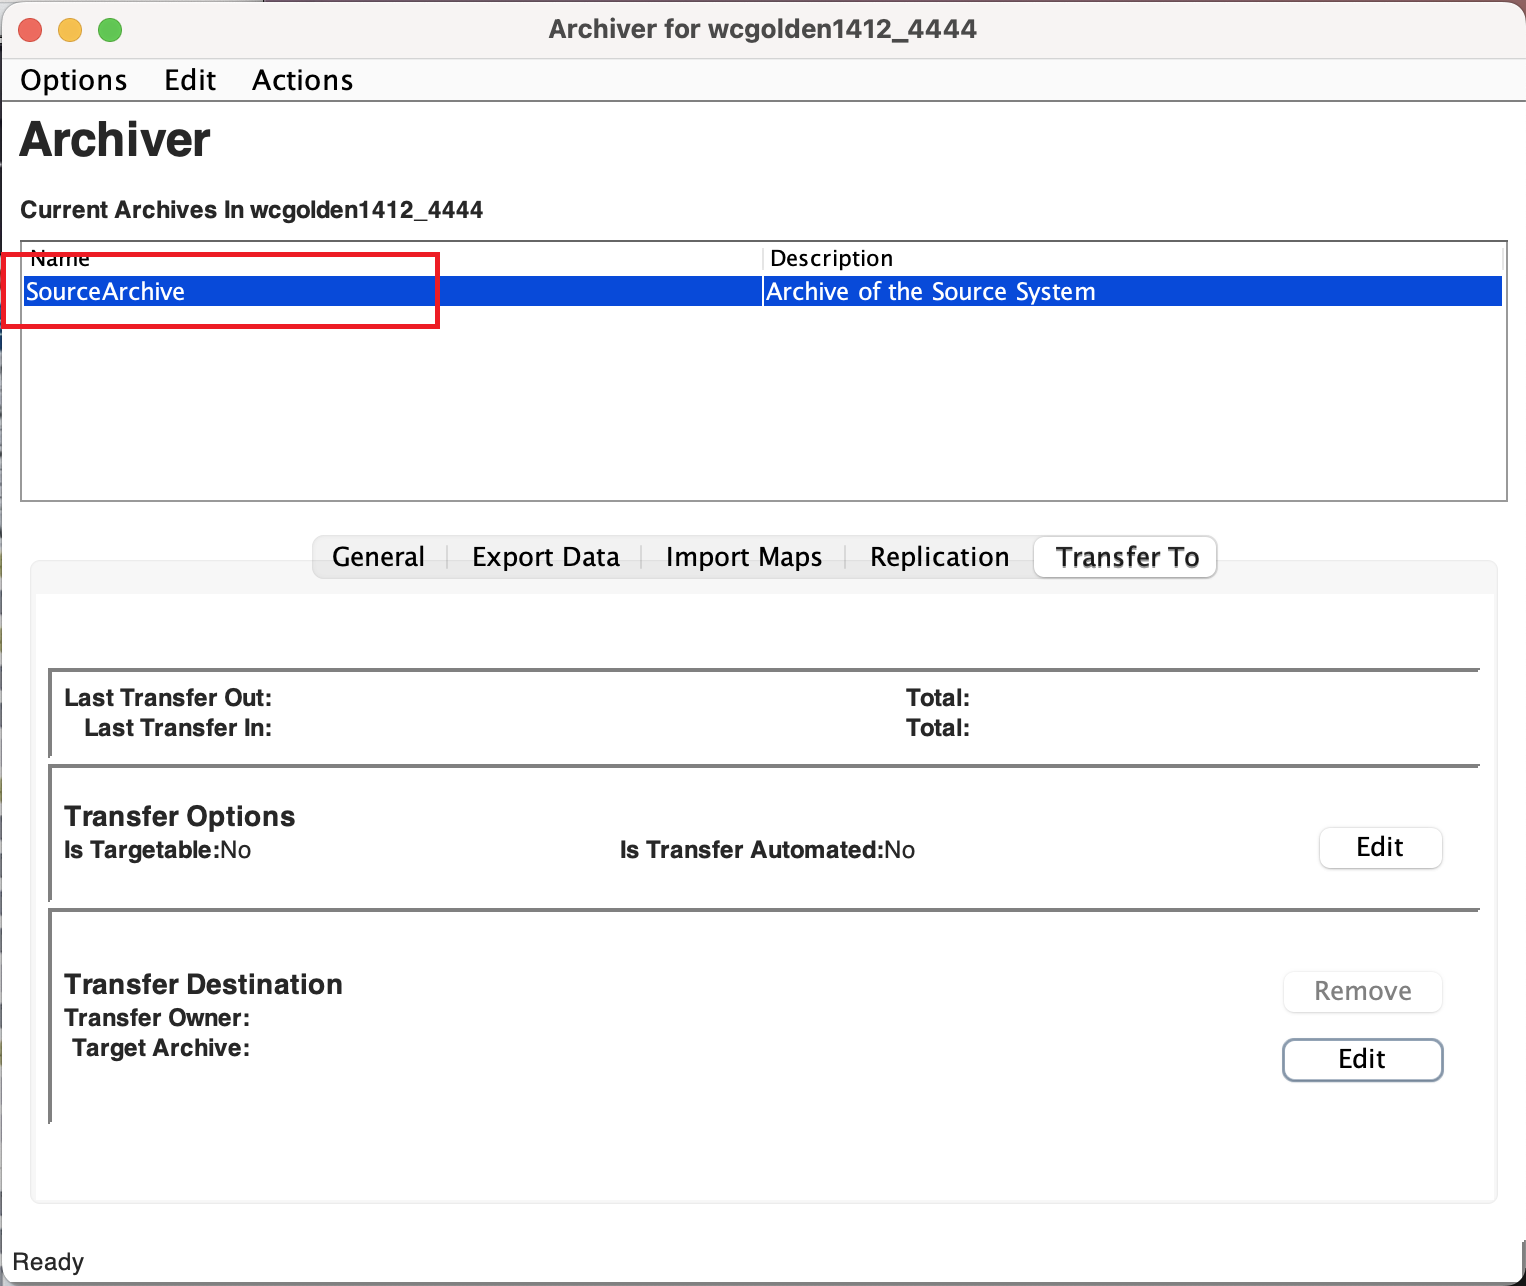 Archiver for wcgolden1412_4444
Options Edit Actions
Archiver
Current Archives In wcgolden1412_4444
Name Description
SourceArchive Archive of the Source System
General Export Data Import Maps Replication Transfer To
Last Transfer Out: Total:
Last Transfer In: Total:
Transfer Options
Is Targetable:No Is Transfer Automated:No Edit
Transfer Destination Remove
Transfer Owner:
Target Archive: Edit
Ready